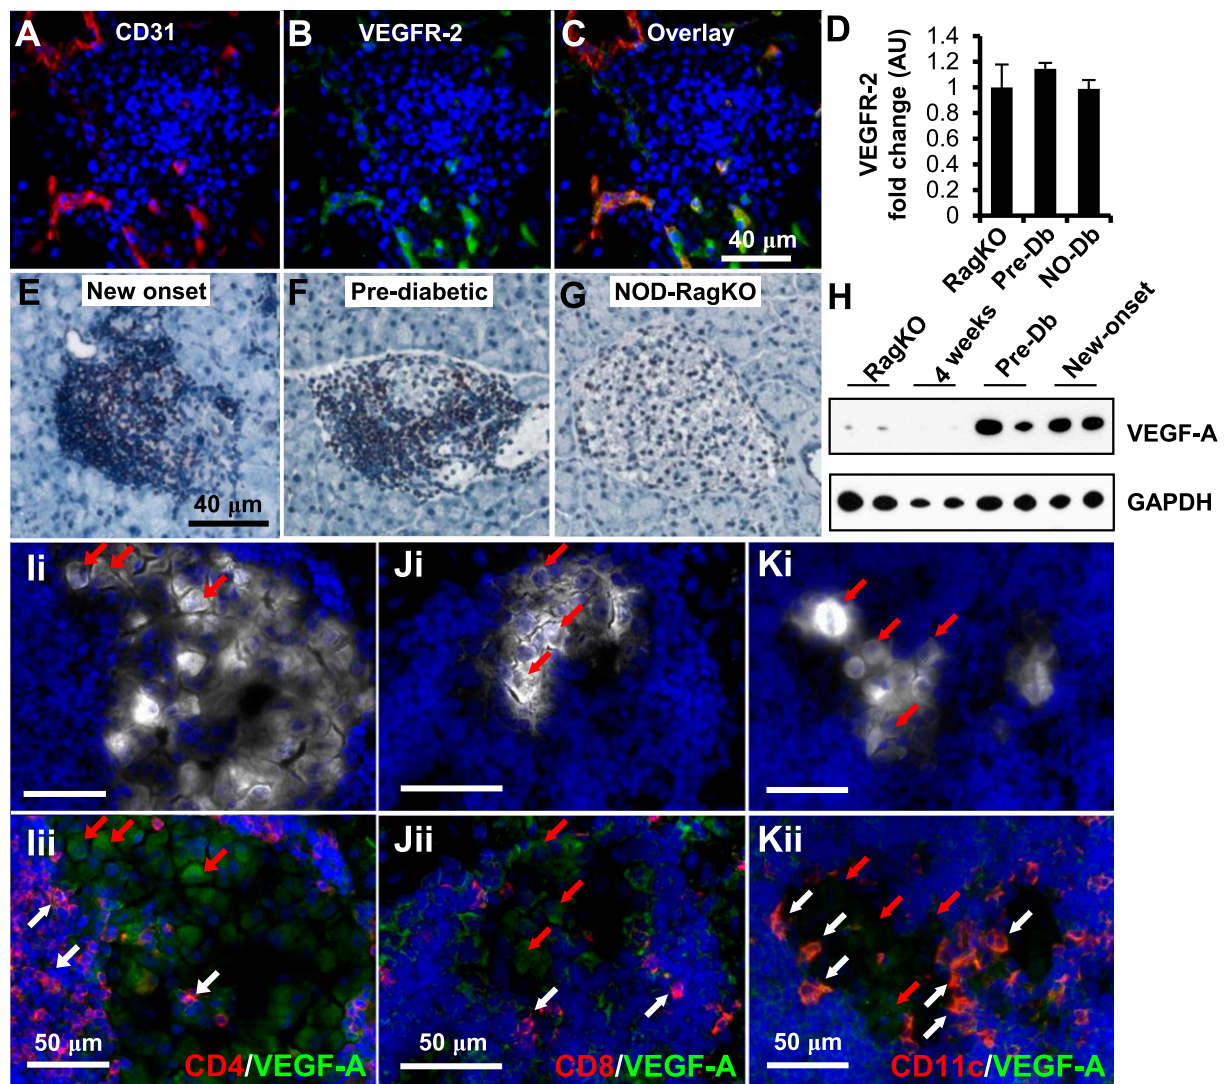 A CD31
B VEGFR-2
C Overlay
40 μm
D
VEGFR-2
fold change (AU)
1.4
1.2
1
0.8
0.6
0.4
0.2
0
RagKO
Pre-Db
NO-Db
E New onset
40 μm
F Pre-diabetic
G NOD-RagKO
H
RagKO
4 weeks
Pre-Db
New-onset
VEGF-A
GAPDH
Ii
Ji
Ki
Iii
50 μm
CD4/VEGF-A
Jii
50 μm
CD8/VEGF-A
Kii
50 μm
CD11c/VEGF-A